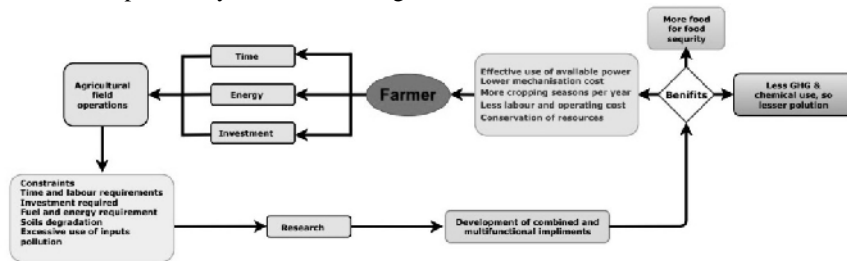 More food for
food
sequrity
Time
Agricultural
field
operations
Energy
Investment
Farmer
Effective use of available power
Lower mechanisation cost
More cropping seasons per year
Less labour and operating cost
Conservation of resources
Benifits
Less GHG &
chemical use, so
lesser polution
Constraints
Time and labour requirements
Investment required
Fuel and energy requirement
Soils degradation
Excessive use of inputs
pollution
Research
Development of combined and
multifunctional impliments